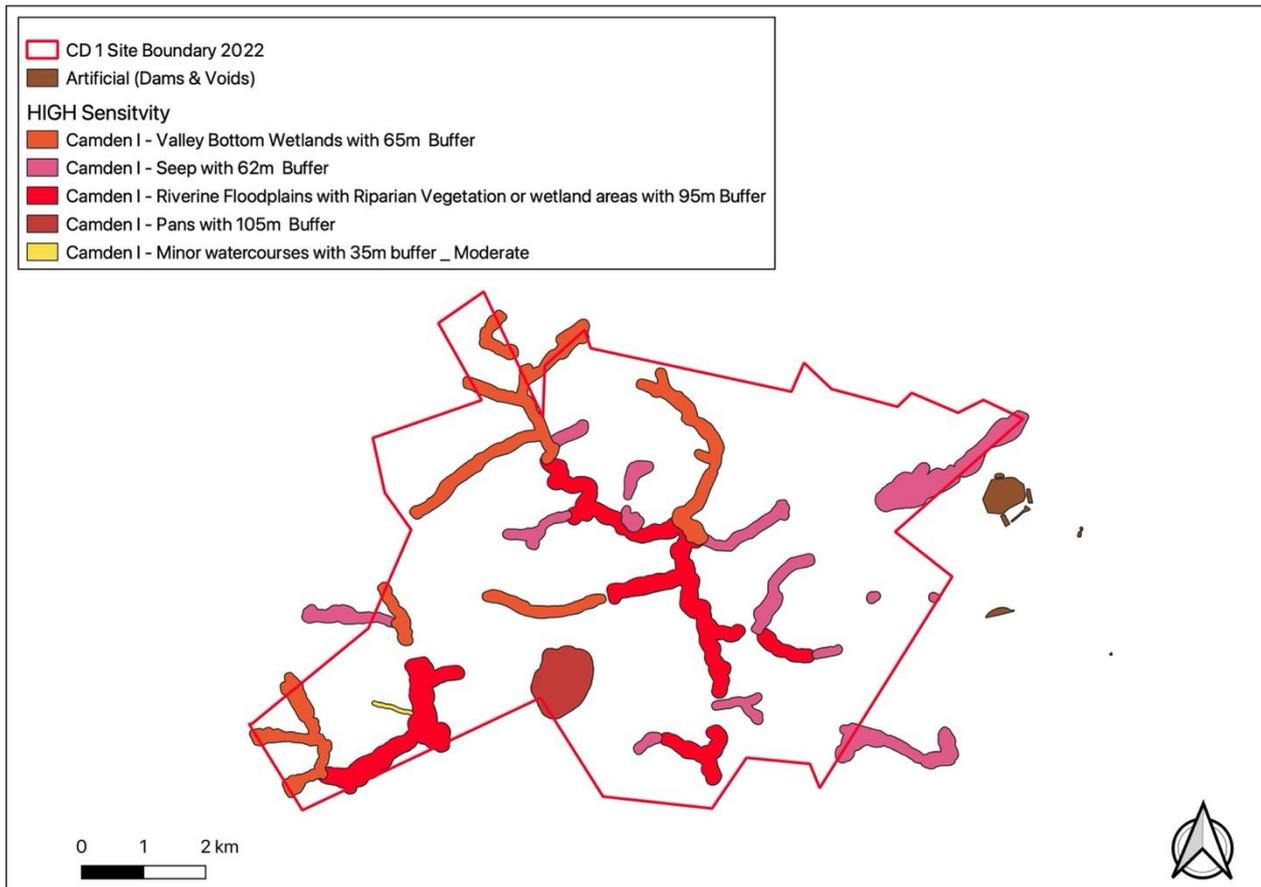 CD 1 Site Boundary 2022
Artificial (Dams & Voids)
HIGH Sensitvity
Camden I - Valley Bottom Wetlands with 65m Buffer
Camden I - Seep with 62m Buffer
Camden I - Riverine Floodplains with Riparian Vegetation or wetland areas with 95m Buffer
Camden I - Pans with 105m Buffer
Camden I - Minor watercourses with 35m buffer _ Moderate
0 1 2 km